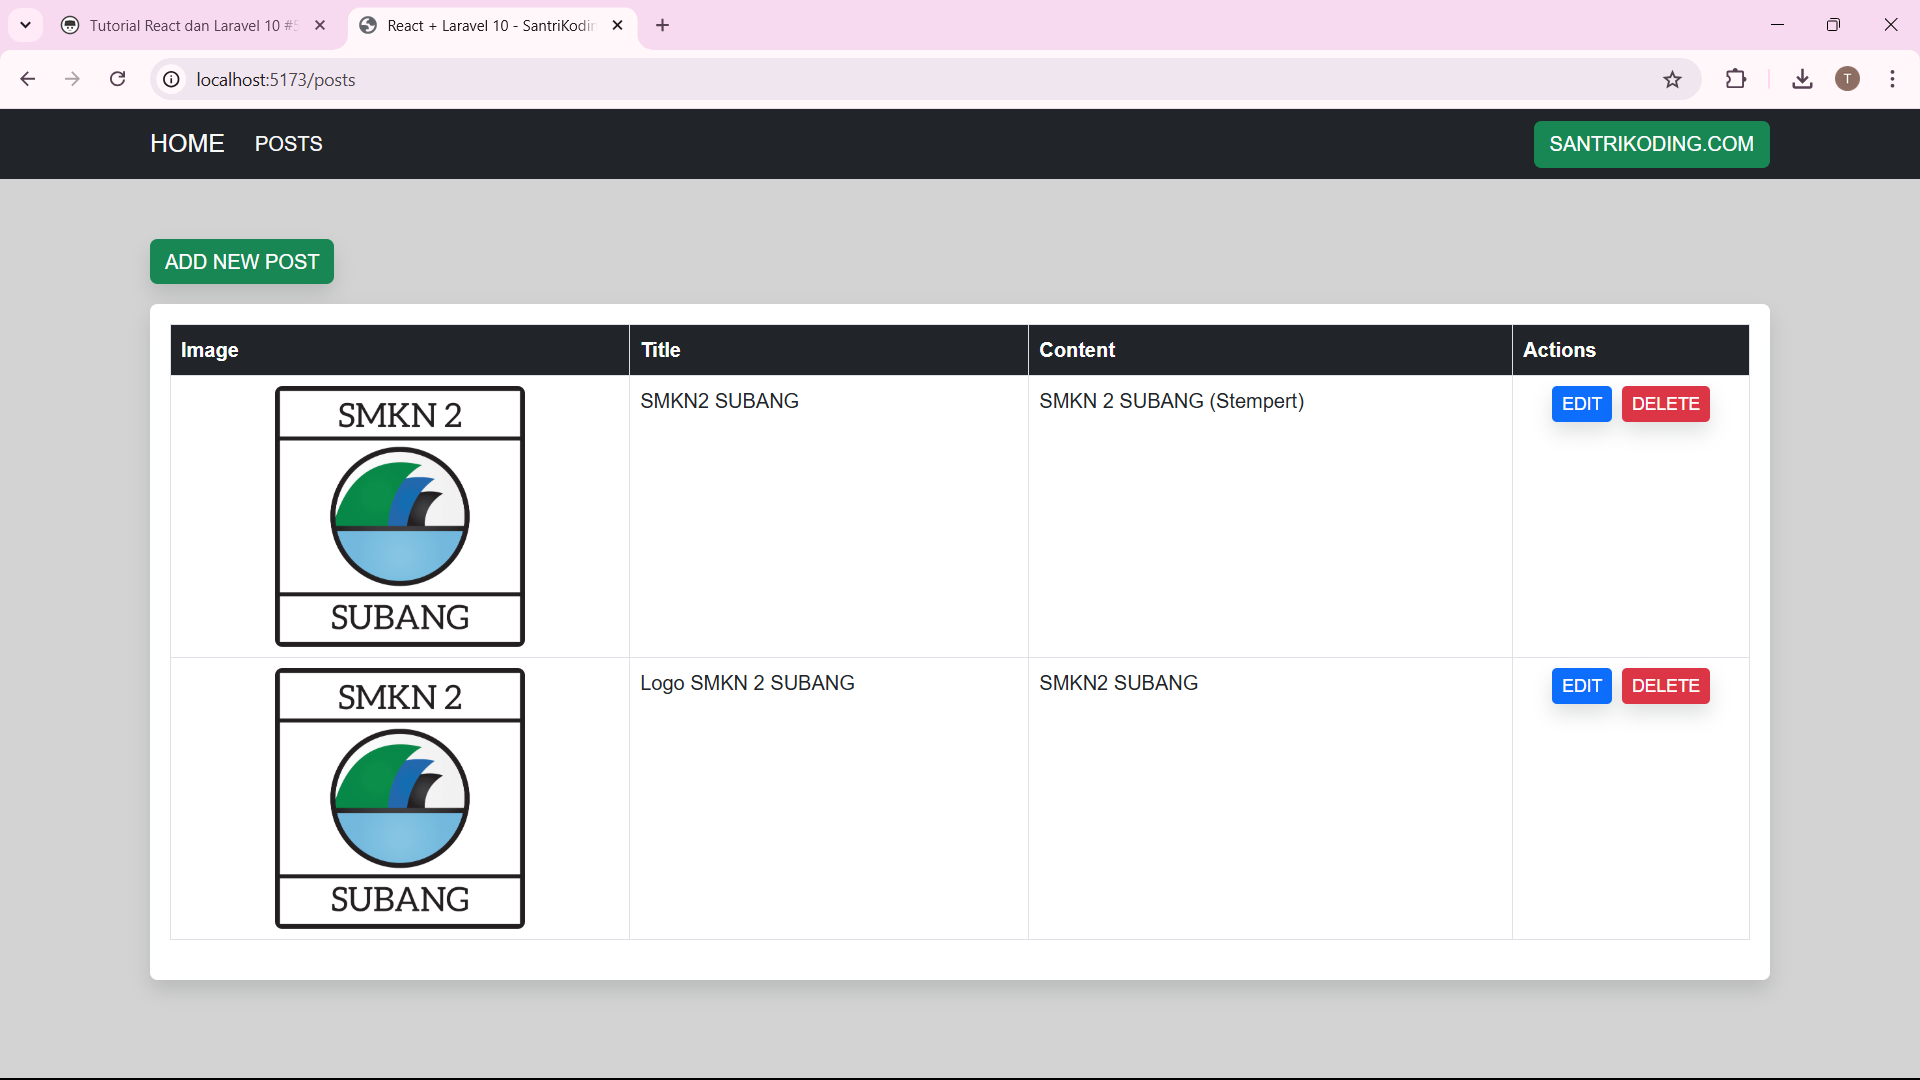 Tutorial React dan Laravel 10 #5
React + Laravel 10 - SantriKodin
localhost:5173/posts
T
HOME
POSTS
SANTRIKODING.COM
ADD NEW POST
Image
Title
Content
Actions
SMKN 2
SUBANG
SMKN2 SUBANG
SMKN 2 SUBANG (Stempert)
EDIT
DELETE
SMKN 2
SUBANG
Logo SMKN 2 SUBANG
SMKN2 SUBANG
EDIT
DELETE